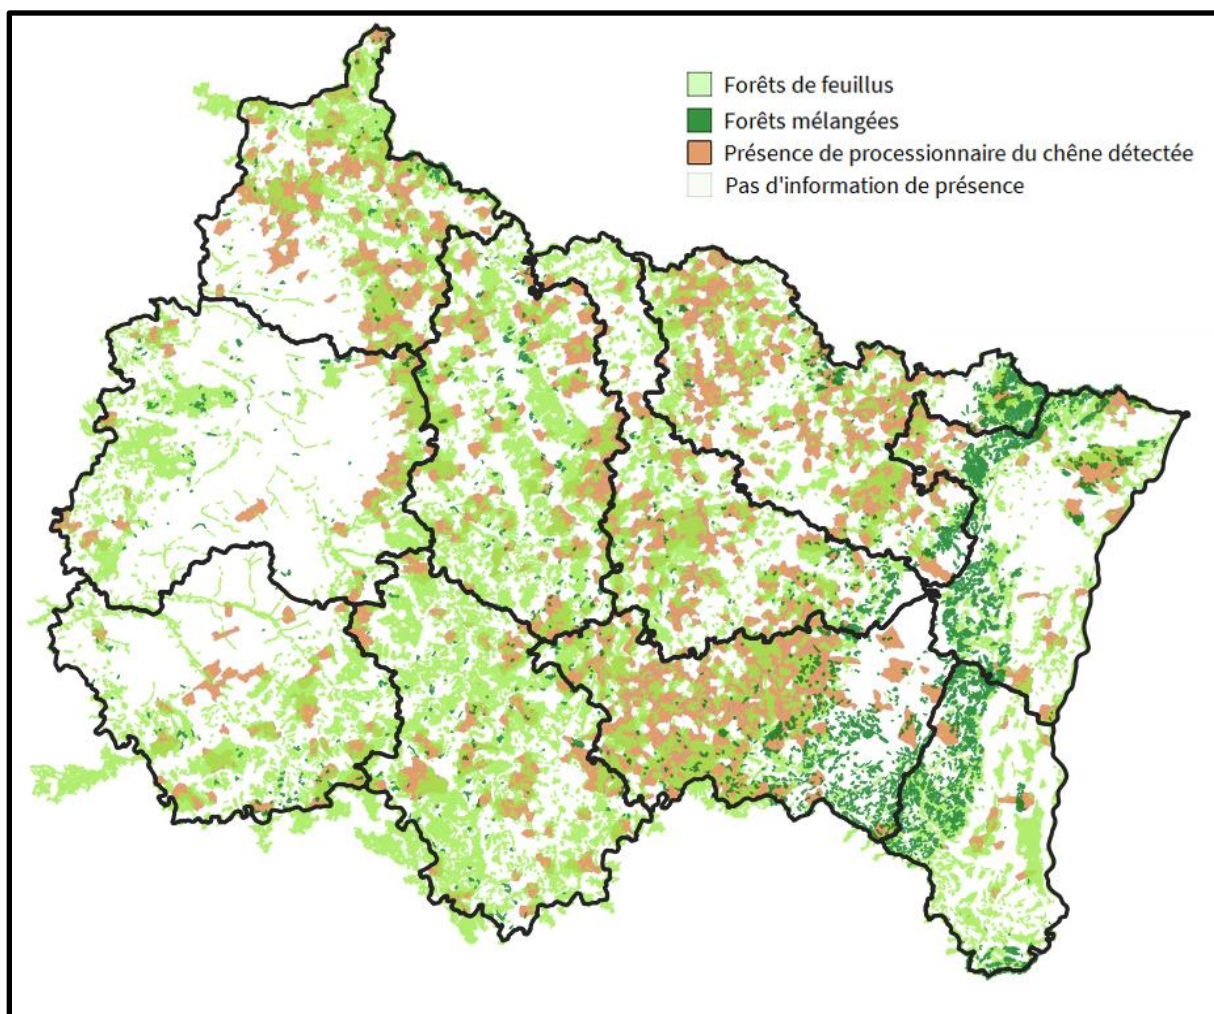 Forêts de feuillus
Forêts mélangées
Présence de processionnaire du chêne détectée
Pas d'information de présence